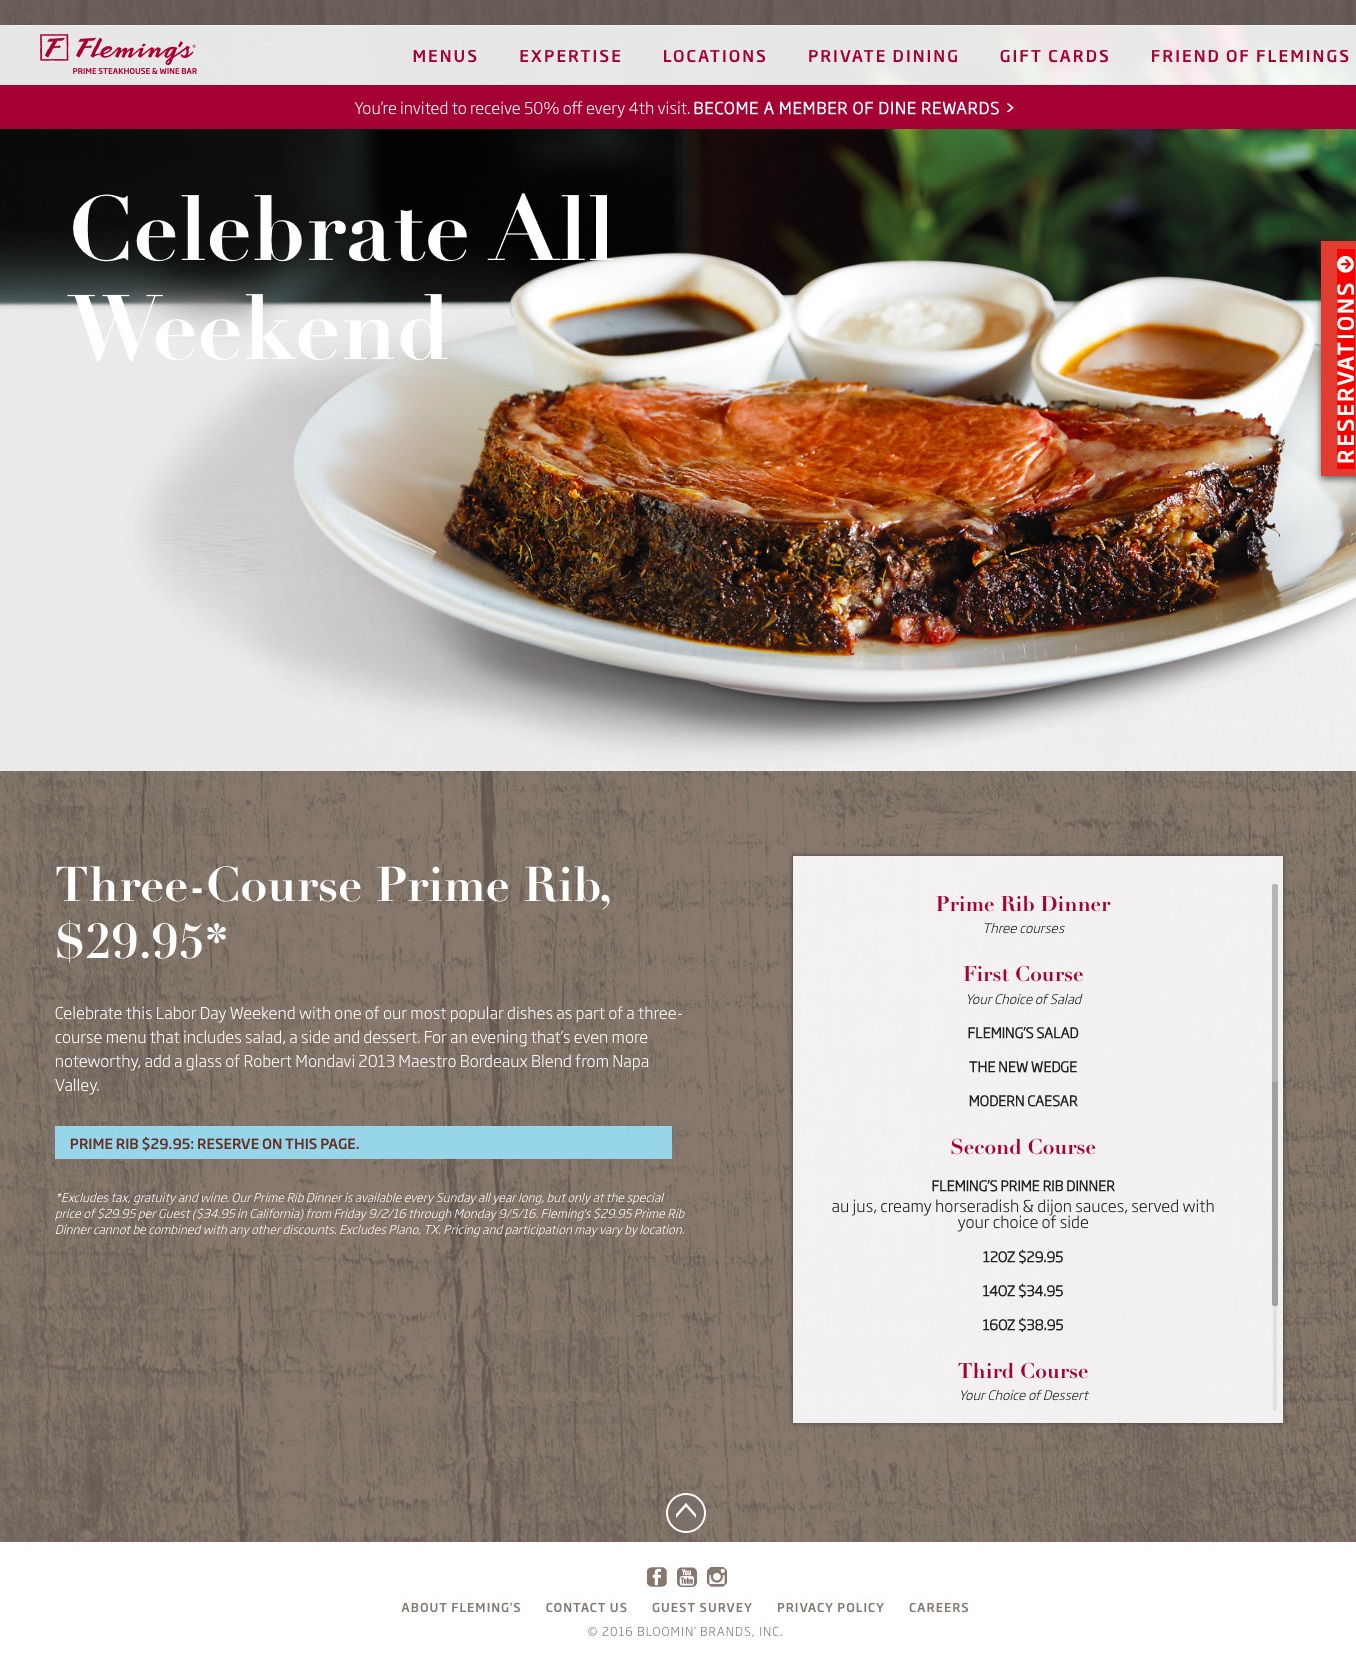 F Fleming's
PRIME STEAKHOUSE & WINE BAR
MENUS EXPERTISE LOCATIONS PRIVATE DINING GIFT CARDS FRIEND OF FLEMINGS
You're invited to receive 50% off every 4th visit. BECOME A MEMBER OF DINE REWARDS >
Celebrate All
Weekend
RESERVATIONS
Three-Course Prime Rib,
$29.95*
Celebrate this Labor Day Weekend with one of our most popular dishes as part of a three-
course menu that includes salad, a side and dessert. For an evening that's even more
noteworthy, add a glass of Robert Mondavi 2013 Maestro Bordeaux Blend from Napa
Valley.
PRIME RIB $29.95: RESERVE ON THIS PAGE.
*Excludes tax, gratuity and wine. Our Prime Rib Dinner is available every Sunday all year long, but only at the special
price of $29.95 per Guest ($34.95 in California) from Friday 9/2/16 through Monday 9/5/16. Fleming's $29.95 Prime Rib
Dinner cannot be combined with any other discounts. Excludes Plano, TX. Pricing and participation may vary by location.
Prime Rib Dinner
Three courses
First Course
Your Choice of Salad
FLEMING'S SALAD
THE NEW WEDGE
MODERN CAESAR
Second Course
FLEMING'S PRIME RIB DINNER
au jus, creamy horseradish & dijon sauces, served with
your choice of side
12OZ $29.95
14OZ $34.95
16OZ $38.95
Third Course
Your Choice of Dessert
You
Tube
ABOUT FLEMING'S CONTACT US GUEST SURVEY PRIVACY POLICY CAREERS
© 2016 BLOOMIN' BRANDS, INC.